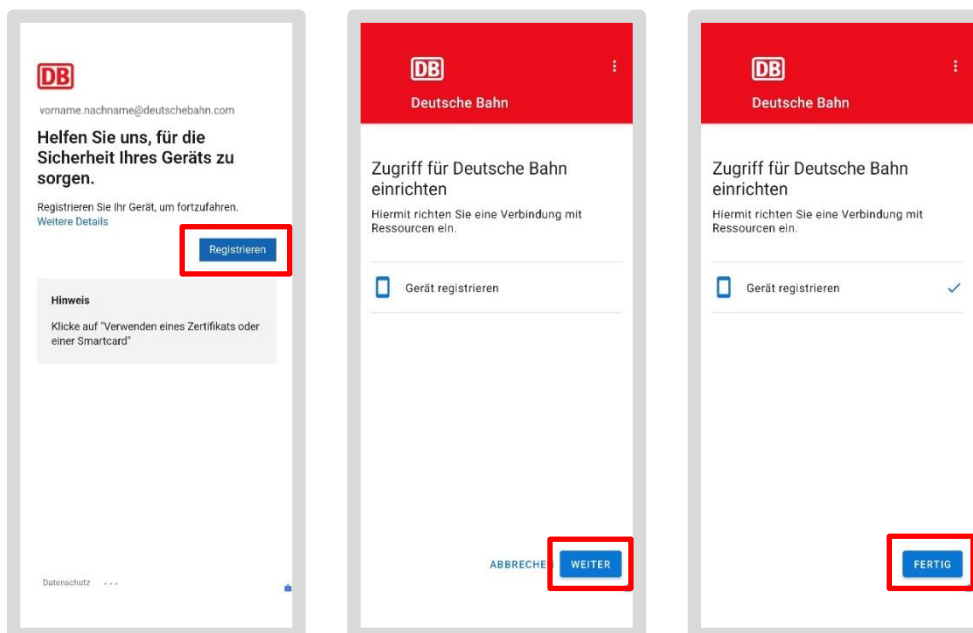 DB
vorname.nachname@deutschebahn.com
Helfen Sie uns, für die
Sicherheit Ihres Geräts zu
sorgen.
Registrieren Sie Ihr Gerät, um fortzufahren.
Weitere Details
Registrieren
Hinweis
Klicke auf "Verwenden eines Zertifikats oder
einer Smartcard"
Datenschutz ...
DB
Deutsche Bahn
Zugriff für Deutsche Bahn
einrichten
Hiermit richten Sie eine Verbindung mit
Ressourcen ein.
Gerät registrieren
ABBRECHEN WEITER
DB
Deutsche Bahn
Zugriff für Deutsche Bahn
einrichten
Hiermit richten Sie eine Verbindung mit
Ressourcen ein.
Gerät registrieren
FERTIG